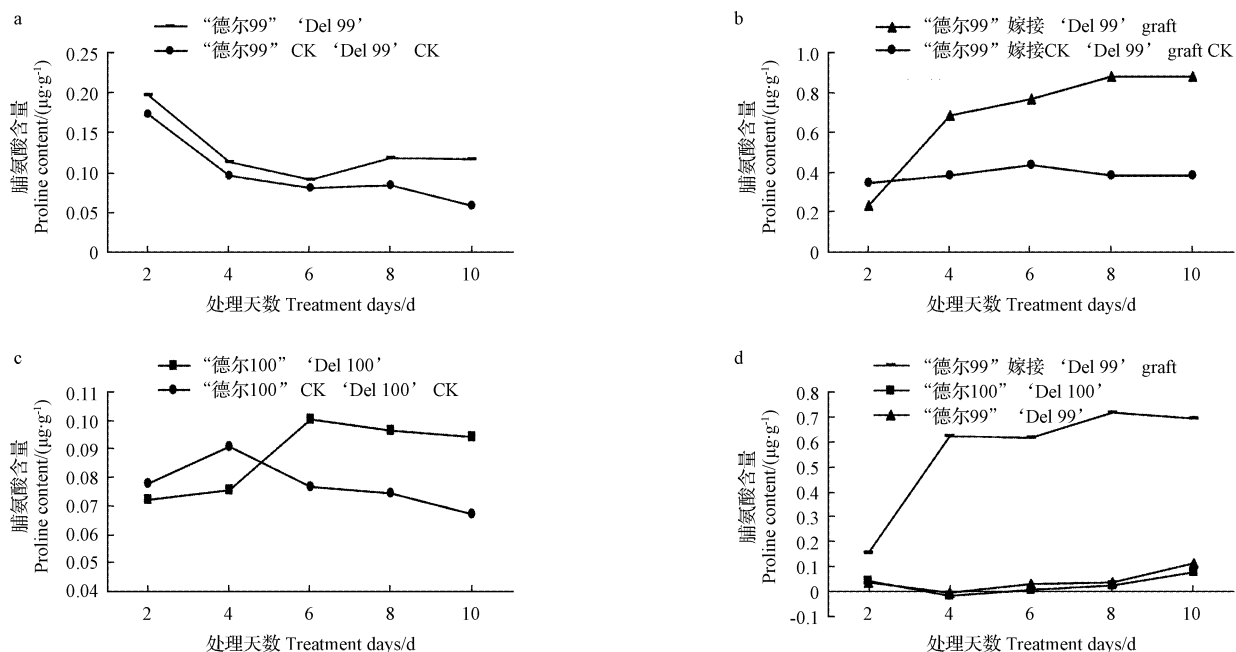 a
“德尔99” ‘Del 99’
“德尔99” CK ‘Del 99’ CK
0.25
0.20
0.15
0.10
0.05
0
脯氨酸含量
Proline content/(μg·g⁻¹)
2 4 6 8 10
处理天数 Treatment days/d
b
“德尔99” 嫁接 ‘Del 99’ graft
“德尔99” 嫁接CK ‘Del 99’ graft CK
1.0
0.8
0.6
0.4
0.2
0
脯氨酸含量
Proline content/(μg·g⁻¹)
2 4 6 8 10
处理天数 Treatment days/d
c
“德尔100” ‘Del 100’
“德尔100” CK ‘Del 100’ CK
0.11
0.10
0.09
0.08
0.07
0.06
0.05
0.04
脯氨酸含量
Proline content/(μg·g⁻¹)
2 4 6 8 10
处理天数 Treatment days/d
d
“德尔99” 嫁接 ‘Del 99’ graft
“德尔100” ‘Del 100’
“德尔99” ‘Del 99’
0.8
0.7
0.6
0.5
0.4
0.3
0.2
0.1
0
-0.1
脯氨酸含量
Proline content/(μg·g⁻¹)
2 4 6 8 10
处理天数 Treatment days/d